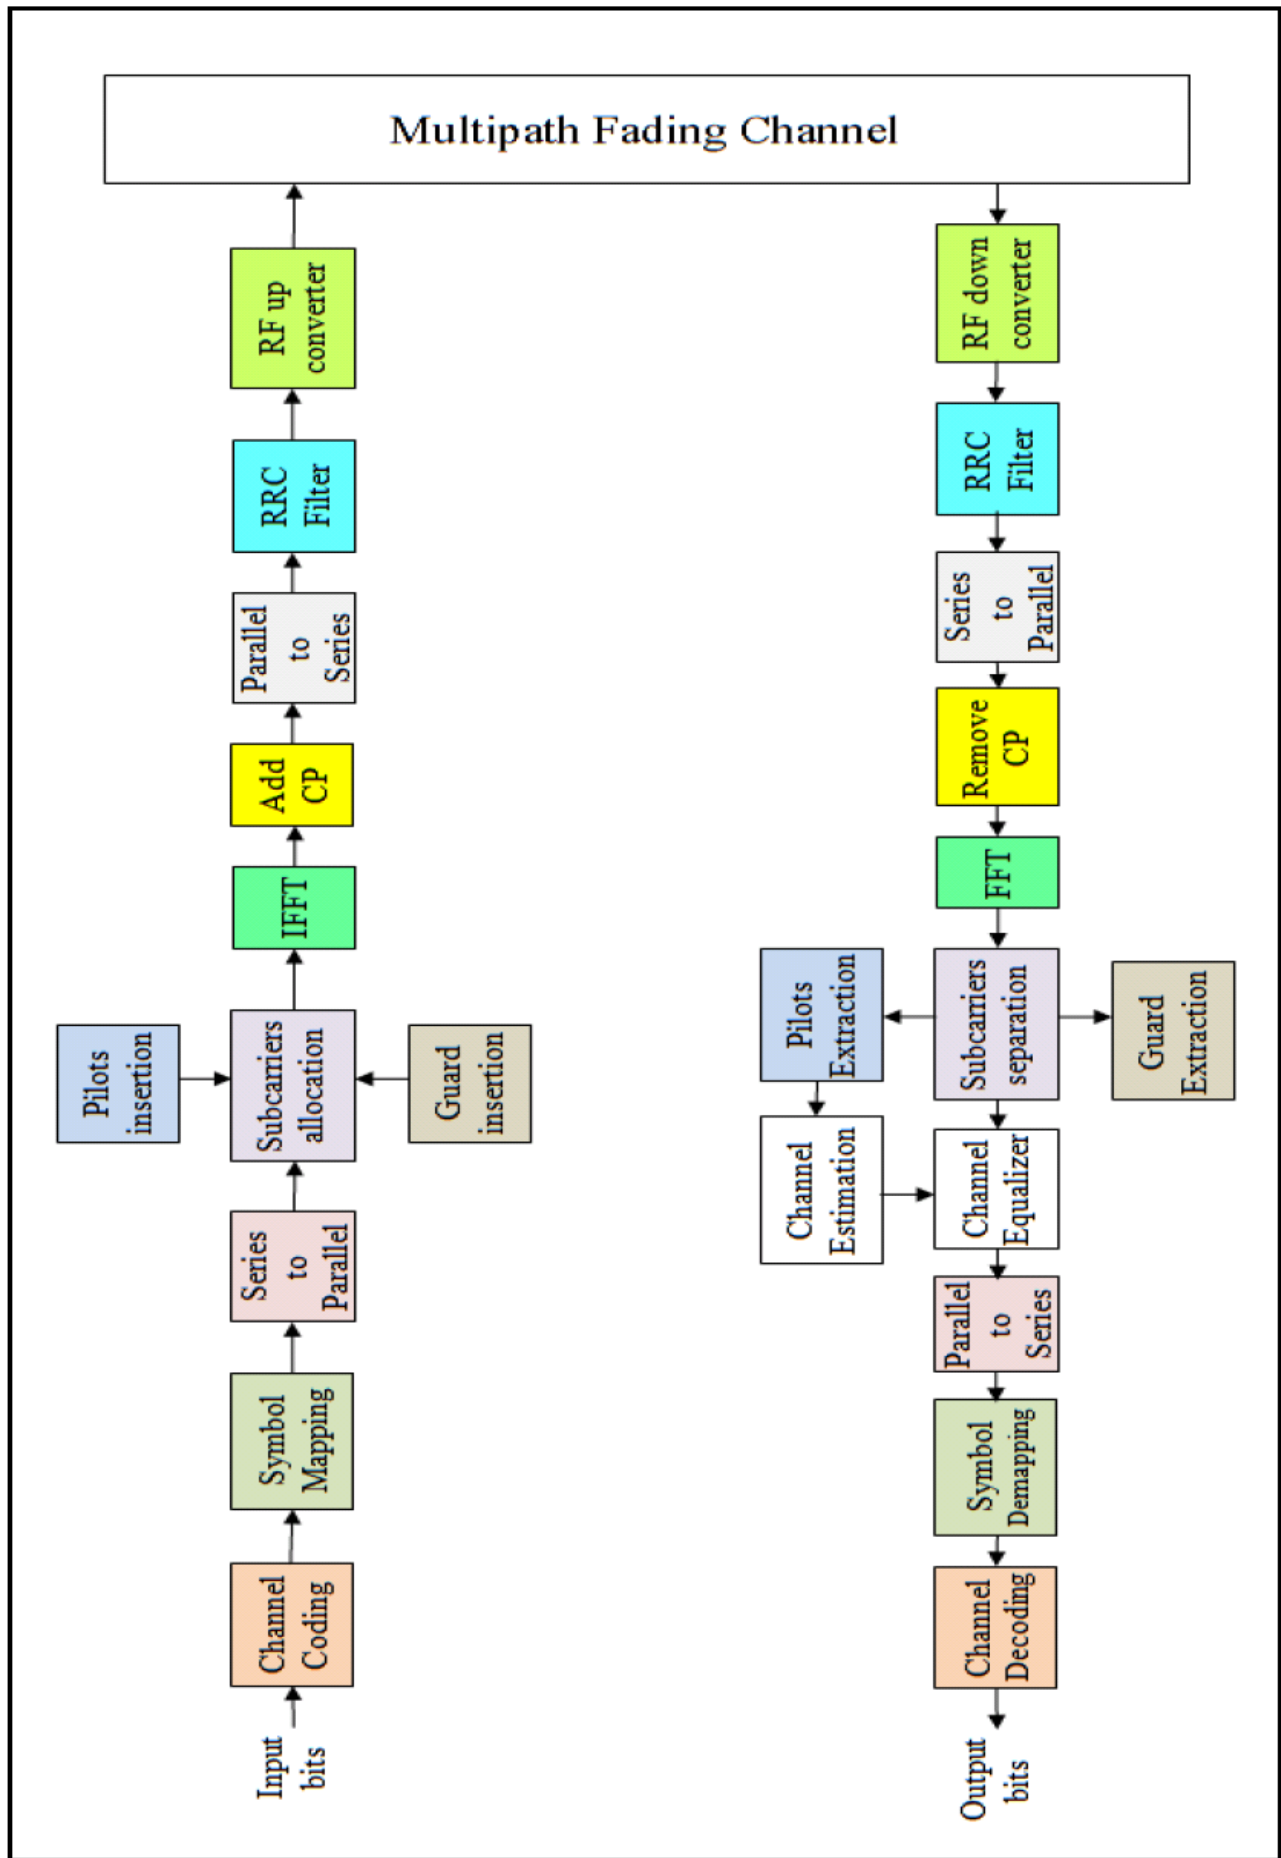 Multipath Fading Channel
RF up
converter
RRC
Filter
Parallel
to
Series
Add
CP
IFFT
Pilots
insertion
Subcarriers
allocation
Guard
insertion
Series
to
Parallel
Symbol
Mapping
Channel
Coding
Input
bits
RF down
converter
RRC
Filter
Series
to
Parallel
Remove
CP
FFT
Pilots
Extraction
Subcarriers
separation
Guard
Extraction
Channel
Estimation
Channel
Equalizer
Parallel
to
Series
Symbol
Demapping
Channel
Decoding
Output
bits